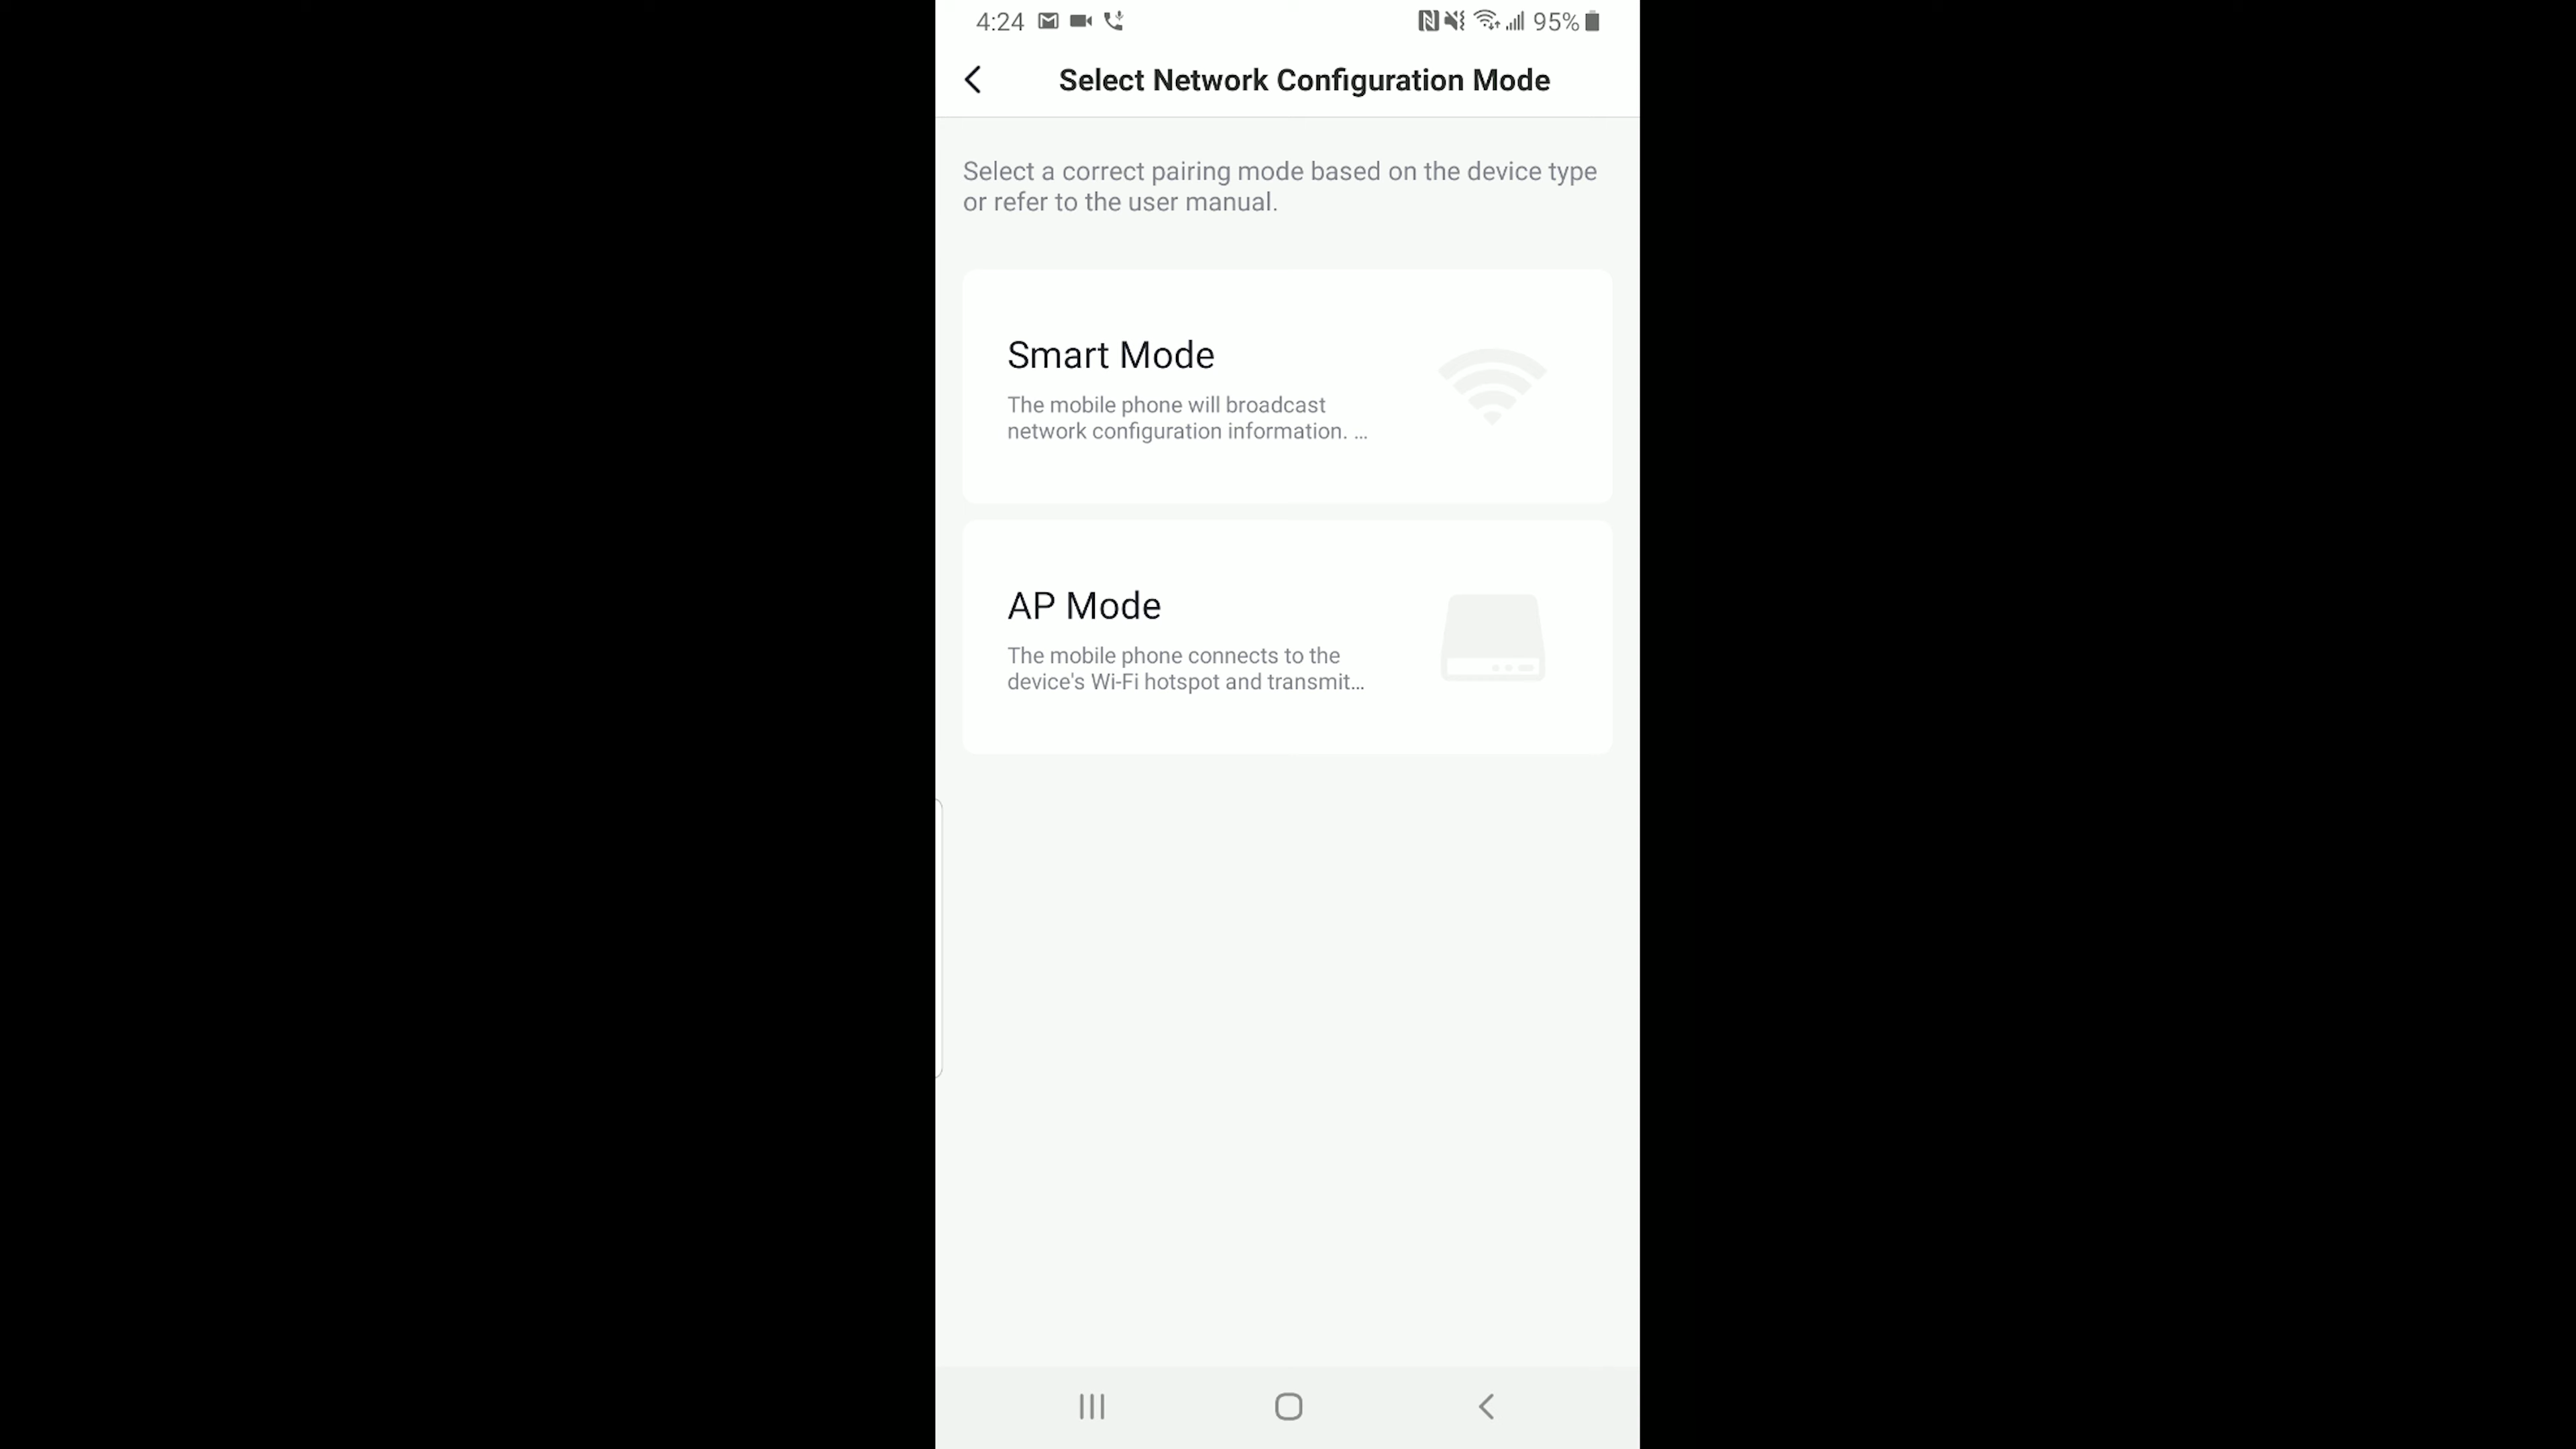 4:24 95%
Select Network Configuration Mode
Select a correct pairing mode based on the device type
or refer to the user manual.
Smart Mode
The mobile phone will broadcast
network configuration information. ...
AP Mode
The mobile phone connects to the
device's Wi-Fi hotspot and transmit...